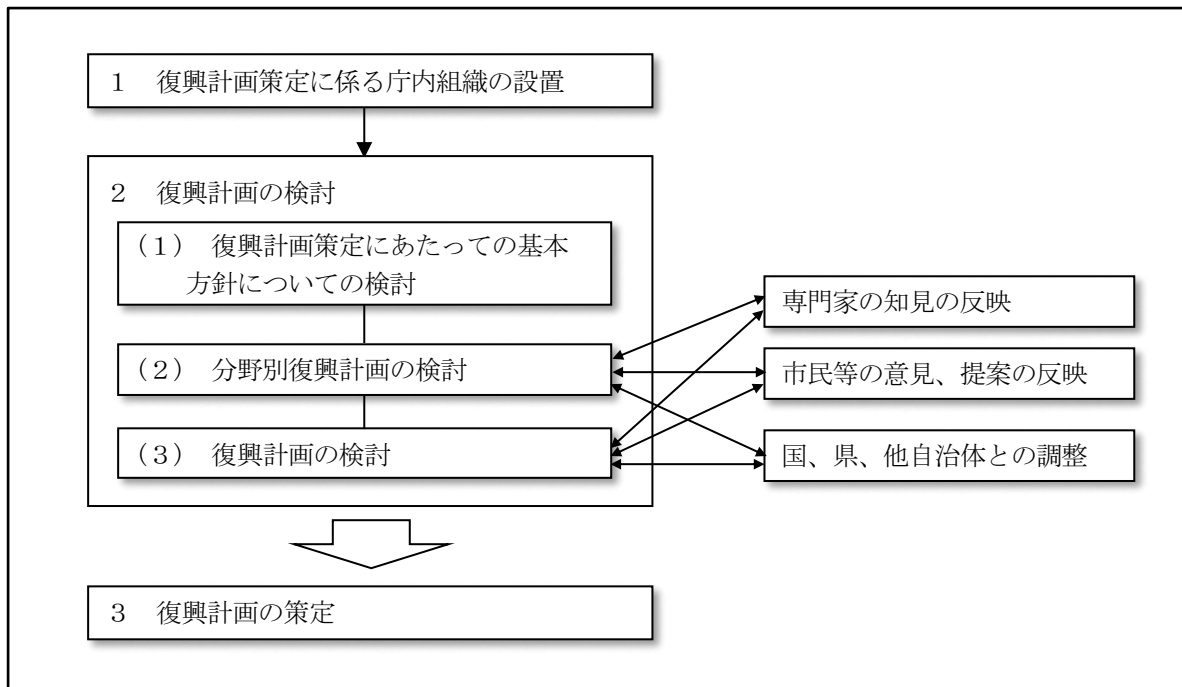 １　復興計画策定に係る庁内組織の設置
２　復興計画の検討
（１）　復興計画策定にあたっての基本
方針についての検討
（２）　分野別復興計画の検討
（３）　復興計画の検討
専門家の知見の反映
市民等の意見、提案の反映
国、県、他自治体との調整
３　復興計画の策定